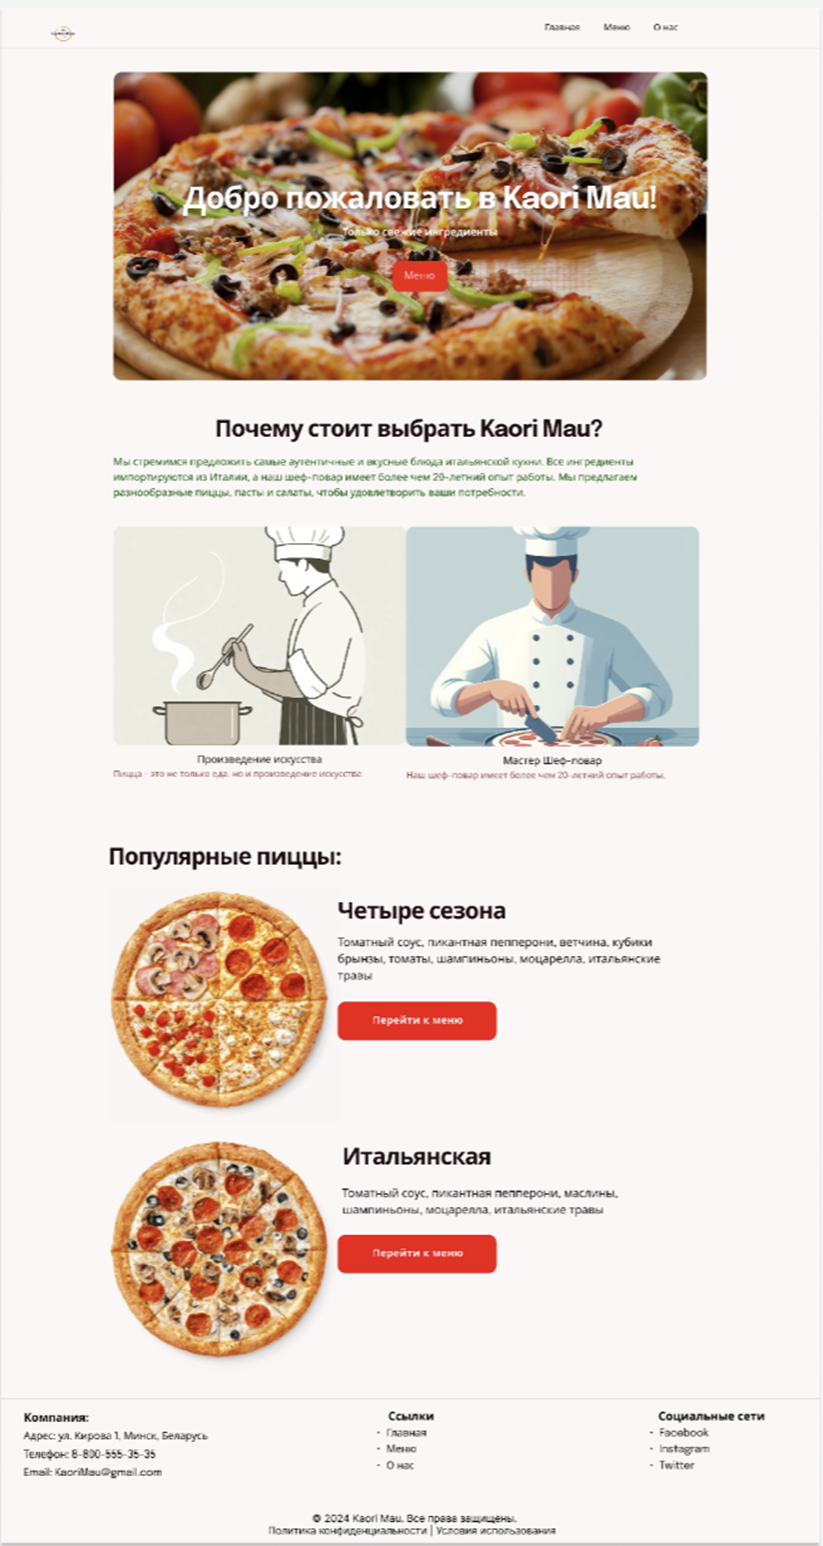 Главная Меню О нас
Добро пожаловать в Kaori Mau!
Только свежие ингредиенты
Меню
Почему стоит выбрать Kaori Mau?
Мы стремимся предложить самые аутентичные и вкусные блюда итальянской кухни. Все ингредиенты
импортируются из Италии, а наш шеф-повар имеет более чем 20-летний опыт работы. Мы предлагаем
разнообразные пиццы, пасты и салаты, чтобы удовлетворить ваши потребности.
Произведение искусства
Пицца - это не только еда, но и произведение искусства.
Мастер Шеф-повар
Наш шеф-повар имеет более чем 20-летний опыт работы.
Популярные пиццы:
Четыре сезона
Томатный соус, пикантная пепперони, ветчина, кубики
брынзы, томаты, шампиньоны, моцарелла, итальянские
травы
Перейти к меню
Итальянская
Томатный соус, пикантная пепперони, маслины,
шампиньоны, моцарелла, итальянские травы
Перейти к меню
Компания:
Адрес: ул. Кирова 1, Минск, Беларусь
Телефон: 8-800-555-35-35
Email: KaoriMau@gmail.com
Ссылки
- Главная
- Меню
- О нас
Социальные сети
- Facebook
- Instagram
- Twitter
© 2024 Kaori Mau. Все права защищены.
Политика конфиденциальности | Условия использования